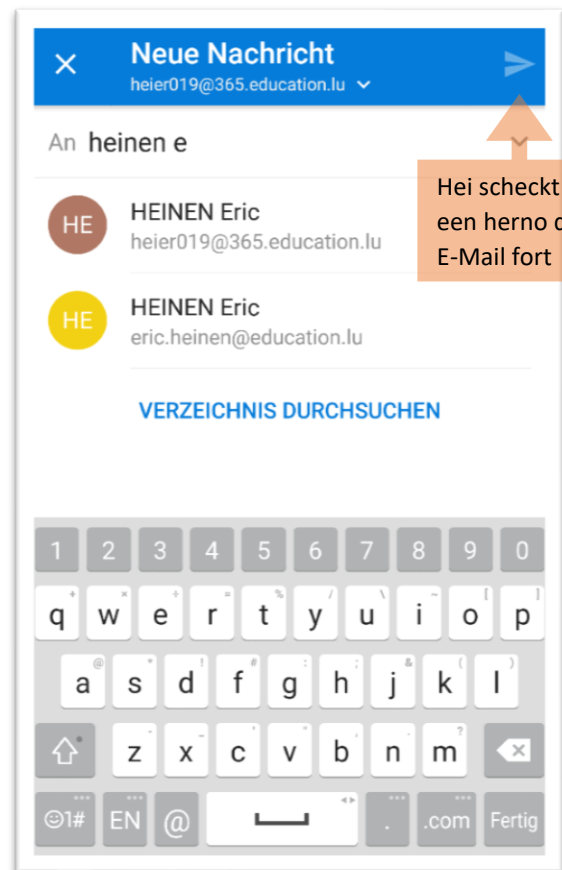 Neue Nachricht
heier019@365.education.lu
An heinen e
Hei scheckt
een herno d
E-Mail fort
HE
HEINEN Eric
heier019@365.education.lu
HE
HEINEN Eric
eric.heinen@education.lu
VERZEICHNIS DURCHSUCHEN
1 2 3 4 5 6 7 8 9 0
q w e r t y u i o p
a s d f g h j k l
z x c v b n m
☺1# EN @ . .com Fertig